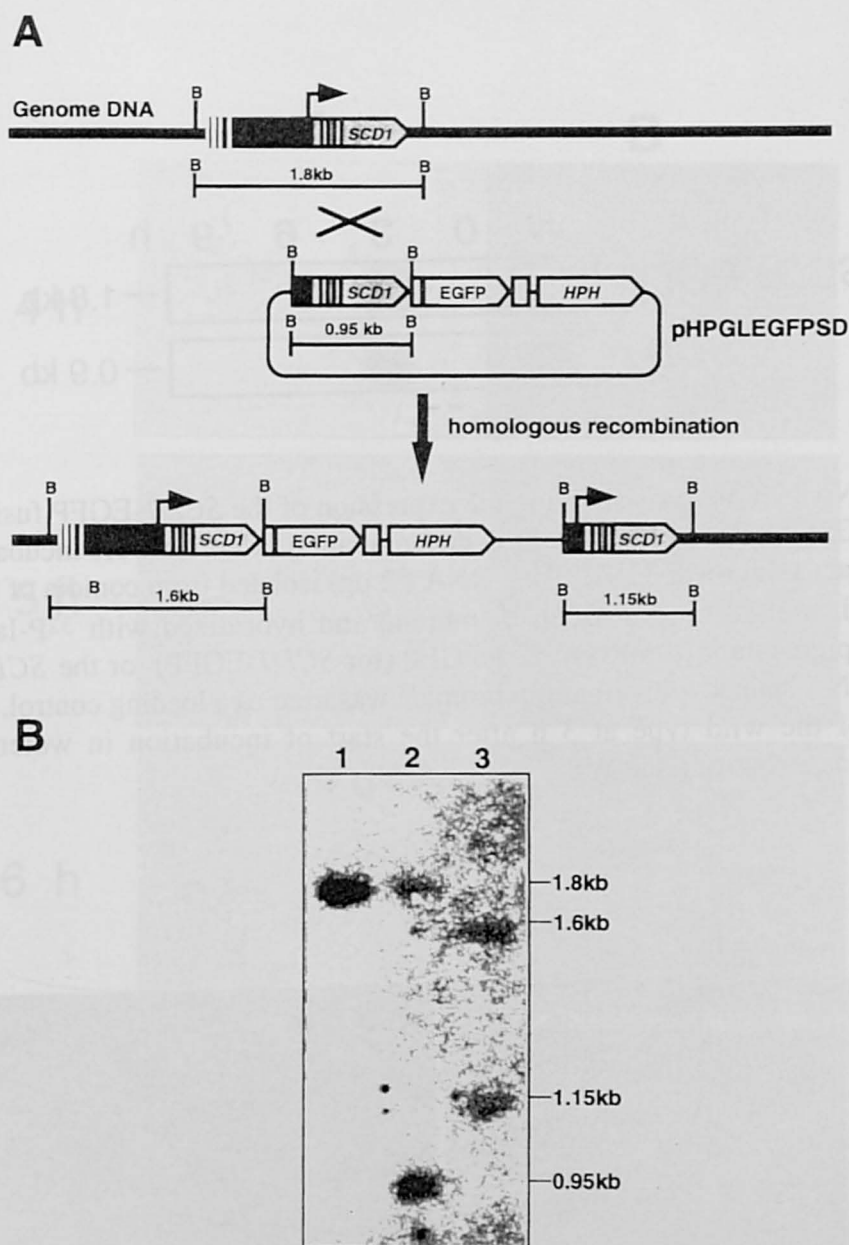 A
B B
Genome DNA
SCD1
B B
1.8kb
B B
SCD1 EGFP HPH
B B
0.95 kb
pHPGLEGFPSD
homologous recombination
B B B B
SCD1 EGFP HPH SCD1
B B B B
1.6kb 1.15kb
B
1 2 3
1.8kb
1.6kb
1.15kb
0.95kb